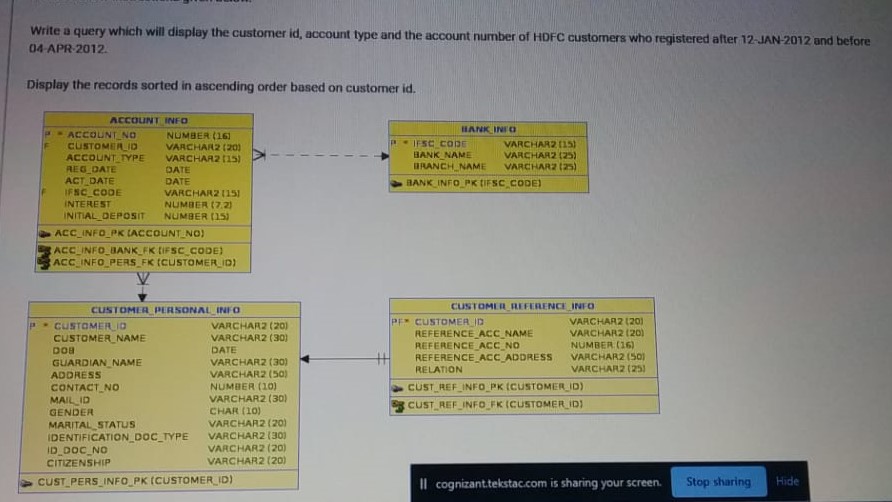 Write a query which will display the customer id, account type and the account number of HDFC customers who registered after 12-JAN-2012 and before
04-APR-2012.
Display the records sorted in ascending order based on customer id.
ACCOUNT_INFO
P * ACCOUNT_NO NUMBER (16)
F CUSTOMER_ID VARCHAR2 (20)
ACCOUNT_TYPE VARCHAR2 (15)
REG_DATE DATE
ACT_DATE DATE
F IFSC_CODE VARCHAR2 (15)
INTEREST NUMBER (7.2)
INITIAL_DEPOSIT NUMBER (15)
ACC_INFO_PK (ACCOUNT_NO)
ACC_INFO_BANK_FK (IFSC_CODE)
ACC_INFO_PERS_FK (CUSTOMER_ID)
BANK_INFO
P * IFSC_CODE VARCHAR2 (15)
BANK_NAME VARCHAR2 (25)
BRANCH_NAME VARCHAR2 (25)
BANK_INFO_PK (IFSC_CODE)
CUSTOMER_PERSONAL_INFO
P * CUSTOMER_ID VARCHAR2 (20)
CUSTOMER_NAME VARCHAR2 (30)
DOB DATE
GUARDIAN_NAME VARCHAR2 (30)
ADDRESS VARCHAR2 (50)
CONTACT_NO NUMBER (10)
MAIL_ID VARCHAR2 (30)
GENDER CHAR (10)
MARITAL_STATUS VARCHAR2 (20)
IDENTIFICATION_DOC_TYPE VARCHAR2 (30)
ID_DOC_NO VARCHAR2 (20)
CITIZENSHIP VARCHAR2 (20)
CUST_PERS_INFO_PK (CUSTOMER_ID)
CUSTOMER_REFERENCE_INFO
PF* CUSTOMER_ID VARCHAR2 (20)
REFERENCE_ACC_NAME VARCHAR2 (20)
REFERENCE_ACC_NO NUMBER (16)
REFERENCE_ACC_ADDRESS VARCHAR2 (50)
RELATION VARCHAR2 (25)
CUST_REF_INFO_PK (CUSTOMER_ID)
CUST_REF_INFO_FK (CUSTOMER_ID)
cognizant.tekstac.com is sharing your screen.
Stop sharing
Hide